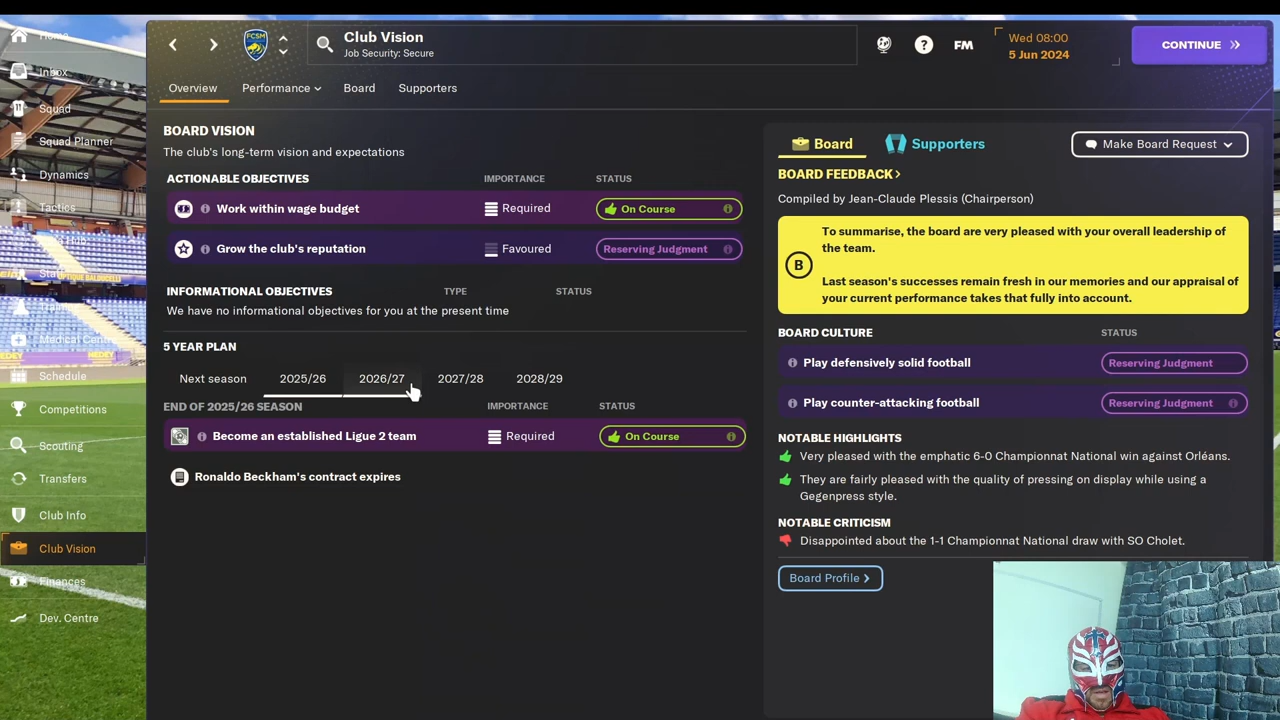 Home
Inbox
Squad
Squad Planner
Dynamics
Tactics
Staff
Medical Centre
Schedule
Competitions
Scouting
Transfers
Club Info
Club Vision
Finances
Dev. Centre
FCSM
Club Vision
Job Security: Secure
?
FM
Wed 08:00
5 Jun 2024
CONTINUE
Overview
Performance
Board
Supporters
BOARD VISION
The club's long-term vision and expectations
ACTIONABLE OBJECTIVES IMPORTANCE STATUS
Work within wage budget Required On Course
Grow the club's reputation Favoured Reserving Judgment
INFORMATIONAL OBJECTIVES TYPE STATUS
We have no informational objectives for you at the present time
5 YEAR PLAN
Next season 2025/26 2026/27 2027/28 2028/29
END OF 2025/26 SEASON IMPORTANCE STATUS
Become an established Ligue 2 team Required On Course
Ronaldo Beckham's contract expires
Board
Supporters
Make Board Request
BOARD FEEDBACK >
Compiled by Jean-Claude Plessis (Chairperson)
B
To summarise, the board are very pleased with your overall leadership of
the team.
Last season's successes remain fresh in our memories and our appraisal of
your current performance takes that fully into account.
BOARD CULTURE STATUS
Play defensively solid football Reserving Judgment
Play counter-attacking football Reserving Judgment
NOTABLE HIGHLIGHTS
Very pleased with the emphatic 6-0 Championnat National win against Orléans.
They are fairly pleased with the quality of pressing on display while using a
Gegenpress style.
NOTABLE CRITICISM
Disappointed about the 1-1 Championnat National draw with SO Cholet.
Board Profile >